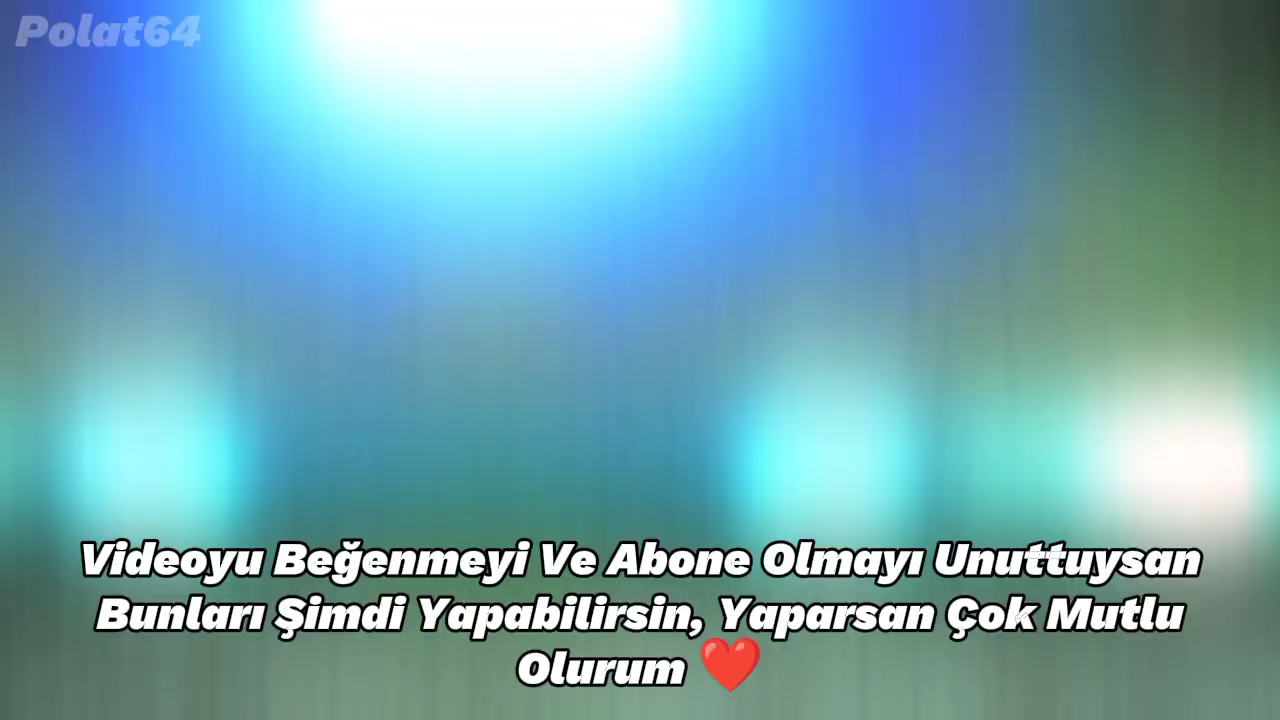 Polat64
Videoyu Beğenmeyi Ve Abone Olmayı Unuttuysan
Bunları Şimdi Yapabilirsin, Yaparsan Çok Mutlu
Olurum ❤️